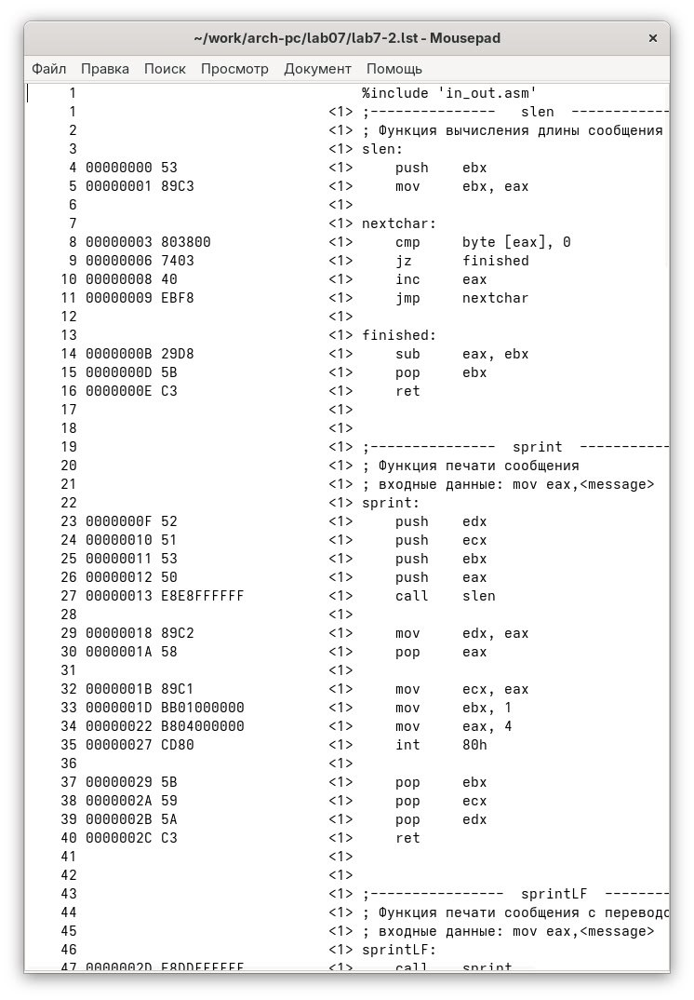 ~/work/arch-pc/lab07/lab7-2.lst - Mousepad ×
Файл Правка Поиск Просмотр Документ Помощь
1 %include 'in_out.asm'
1 <1> ;--------------- slen ------------
2 <1> ; Функция вычисления длины сообщения
3 <1> slen:
4 00000000 53 <1> push ebx
5 00000001 89C3 <1> mov ebx, eax
6 <1>
7 <1> nextchar:
8 00000003 803800 <1> cmp byte [eax], 0
9 00000006 7403 <1> jz finished
10 00000008 40 <1> inc eax
11 00000009 EBF8 <1> jmp nextchar
12 <1>
13 <1> finished:
14 0000000B 29D8 <1> sub eax, ebx
15 0000000D 5B <1> pop ebx
16 0000000E C3 <1> ret
17 <1>
18 <1>
19 <1> ;--------------- sprint -----------
20 <1> ; Функция печати сообщения
21 <1> ; входные данные: mov eax,<message>
22 <1> sprint:
23 0000000F 52 <1> push edx
24 00000010 51 <1> push ecx
25 00000011 53 <1> push ebx
26 00000012 50 <1> push eax
27 00000013 E8E8FFFFFF <1> call slen
28 <1>
29 00000018 89C2 <1> mov edx, eax
30 0000001A 58 <1> pop eax
31 <1>
32 0000001B 89C1 <1> mov ecx, eax
33 0000001D BB01000000 <1> mov ebx, 1
34 00000022 B804000000 <1> mov eax, 4
35 00000027 CD80 <1> int 80h
36 <1>
37 00000029 5B <1> pop ebx
38 0000002A 59 <1> pop ecx
39 0000002B 5A <1> pop edx
40 0000002C C3 <1> ret
41 <1>
42 <1>
43 <1> ;---------------- sprintLF --------
44 <1> ; Функция печати сообщения с переводо
45 <1> ; входные данные: mov eax,<message>
46 <1> sprintLF:
47 0000002D E8DDFFFFFF <1> call sprint